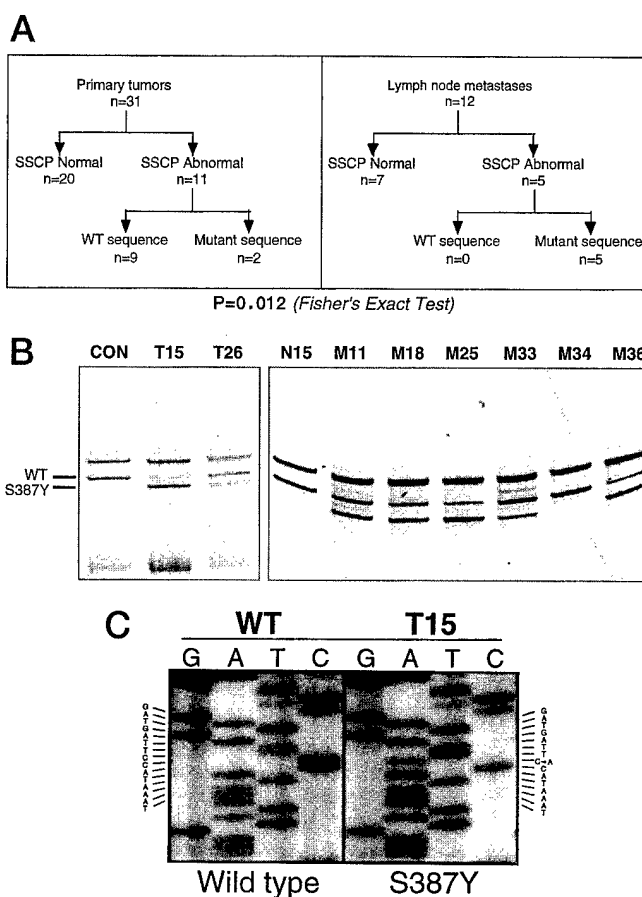 A
Primary tumors
n=31
SSCP Normal
n=20
SSCP Abnormal
n=11
WT sequence
n=9
Mutant sequence
n=2
Lymph node metastases
n=12
SSCP Normal
n=7
SSCP Abnormal
n=5
WT sequence
n=0
Mutant sequence
n=5
P=0.012 (Fisher's Exact Test)
B
CON T15 T26 N15 M11 M18 M25 M33 M34 M36
WT
S387Y
C
WT T15
G A T C G A T C
G
A
T
G
A
T
T
C
C
A
T
A
A
A
T
G
A
T
G
A
T
T
C→A
C
A
T
A
A
A
T
Wild type S387Y